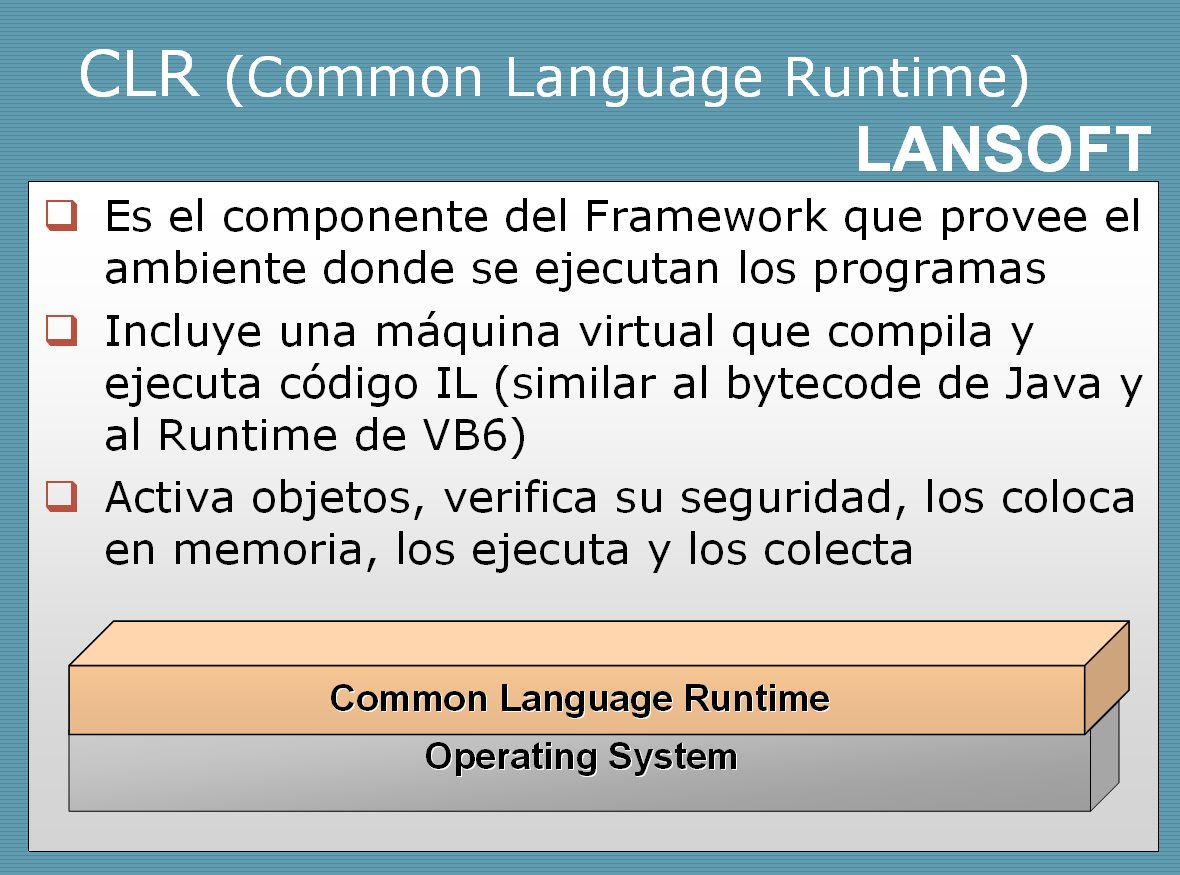 CLR (Common Language Runtime)
LANSOFT
Es el componente del Framework que provee el
ambiente donde se ejecutan los programas
Incluye una máquina virtual que compila y
ejecuta código IL (similar al bytecode de Java y
al Runtime de VB6)
Activa objetos, verifica su seguridad, los coloca
en memoria, los ejecuta y los colecta
Common Language Runtime
Operating System